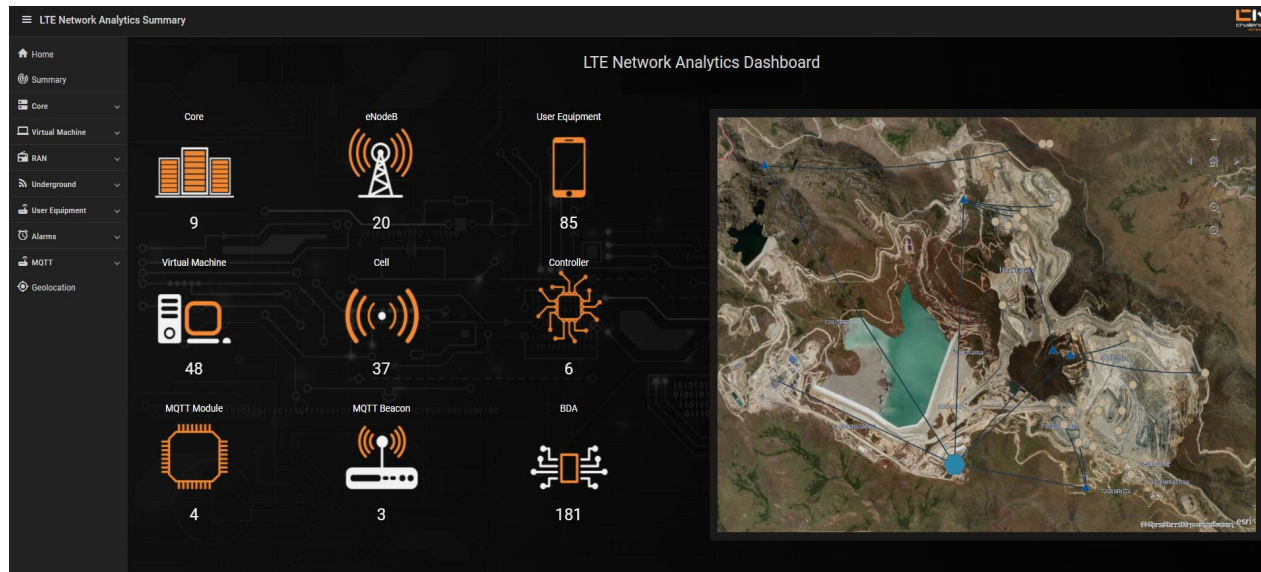 LTE Network Analytics Summary
Home
Summary
Core
Virtual Machine
RAN
Underground
User Equipment
Alarms
MQTT
Geolocation
LTE Network Analytics Dashboard
Core
eNodeB
User Equipment
9
20
85
Virtual Machine
Cell
Controller
48
37
6
MQTT Module
MQTT Beacon
BDA
4
3
181
esri